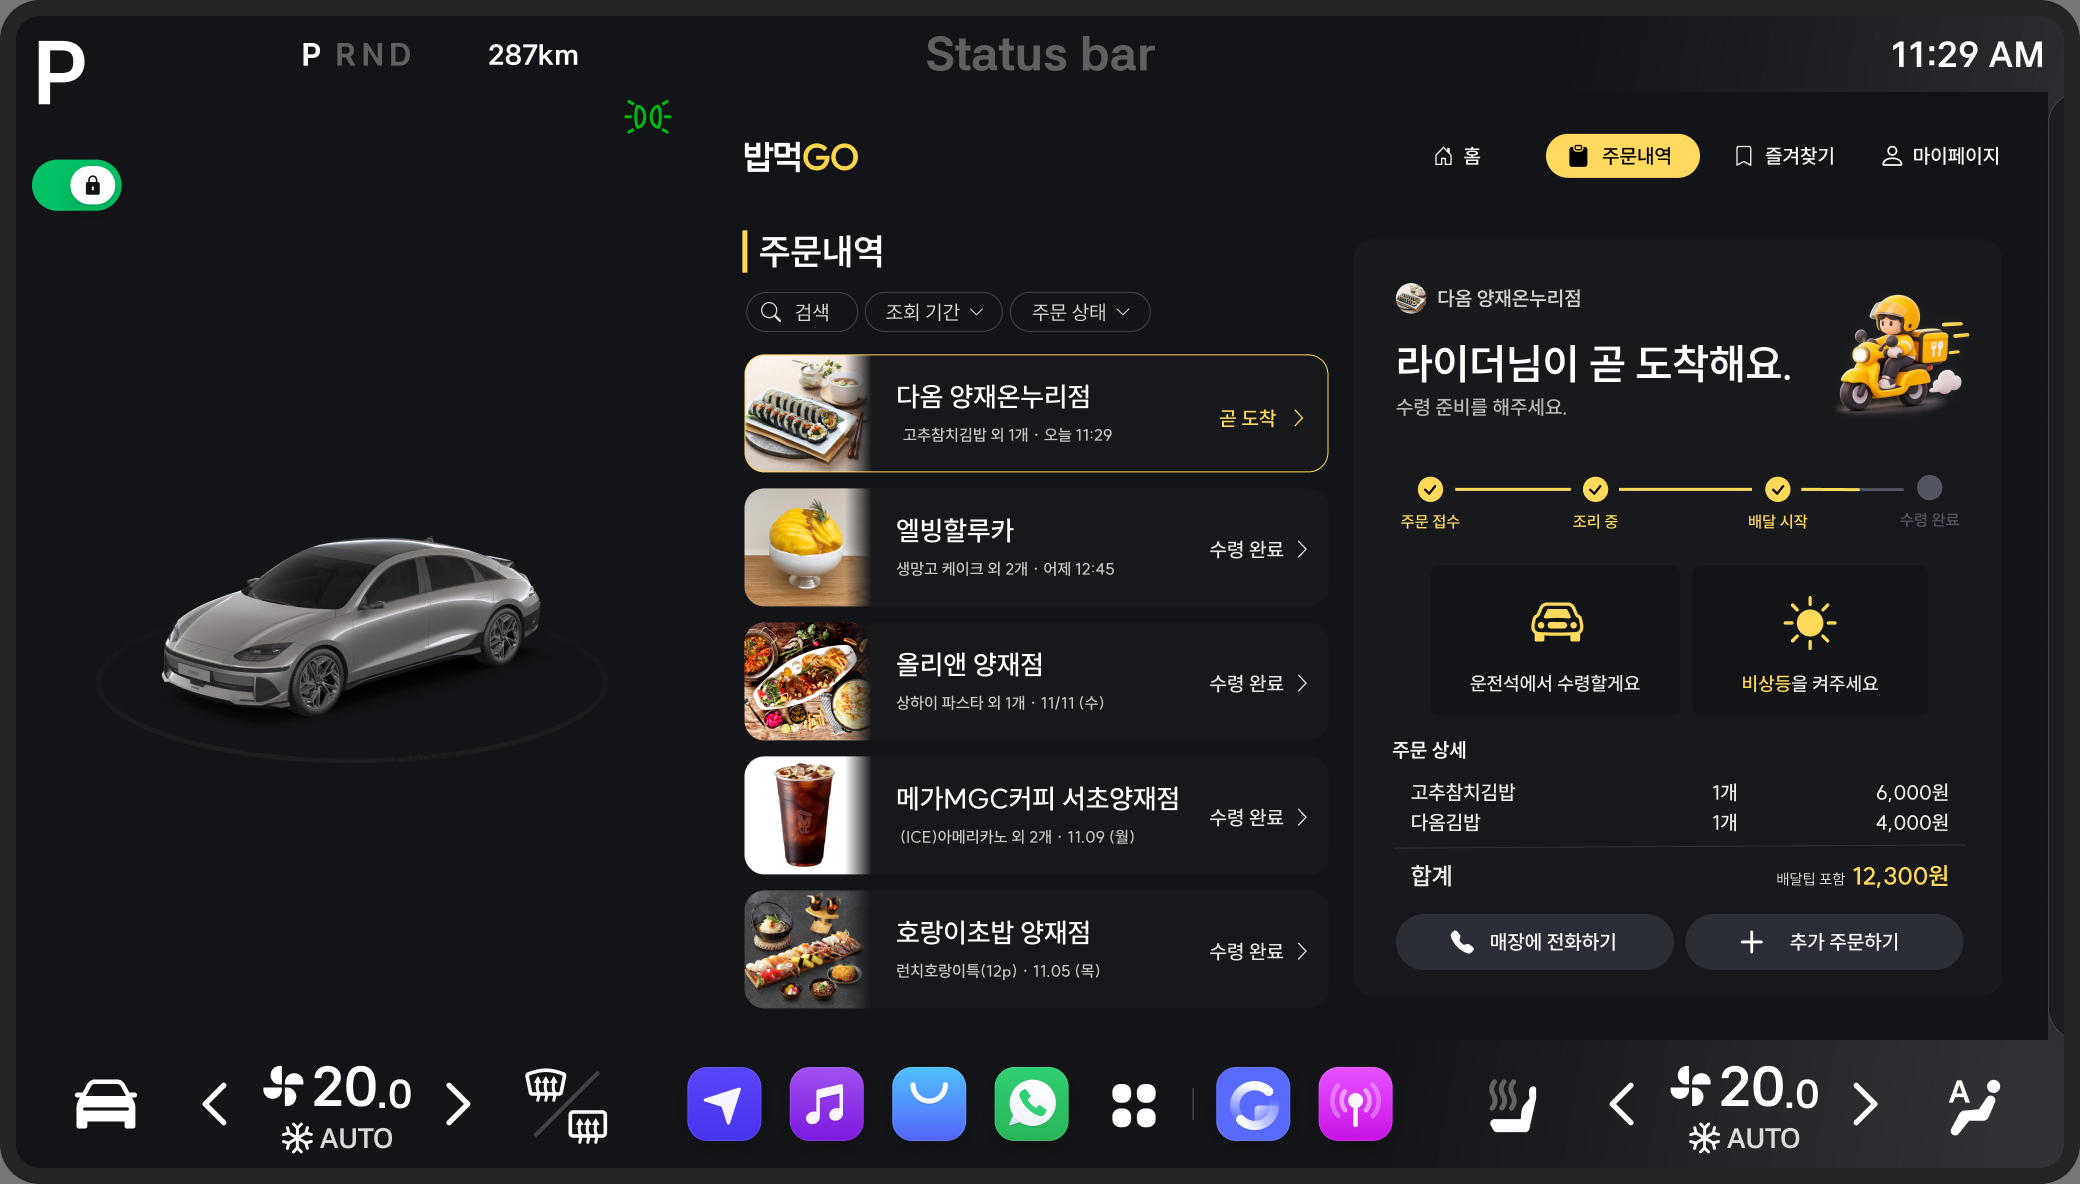 P
P R N D
287km
Status bar
11:29 AM
밥먹GO
홈
주문내역
즐겨찾기
마이페이지
주문내역
검색
조회 기간
주문 상태
다옴 양재온누리점
고추참치김밥 외 1개 · 오늘 11:29
곧 도착
엘빙할루카
생망고 케이크 외 2개 · 어제 12:45
수령 완료
올리앤 양재점
상하이 파스타 외 1개 · 11/11 (수)
수령 완료
메가MGC커피 서초양재점
(ICE)아메리카노 외 2개 · 11.09 (월)
수령 완료
호랑이초밥 양재점
런치호랑이특(12p) · 11.05 (목)
수령 완료
다옴 양재온누리점
라이더님이 곧 도착해요.
수령 준비를 해주세요.
주문 접수
조리 중
배달 시작
수령 완료
운전석에서 수령할게요
비상등을 켜주세요
주문 상세
고추참치김밥 1개 6,000원
다옴김밥 1개 4,000원
합계 배달팁 포함 12,300원
매장에 전화하기
추가 주문하기
20.0
AUTO
20.0
AUTO
A